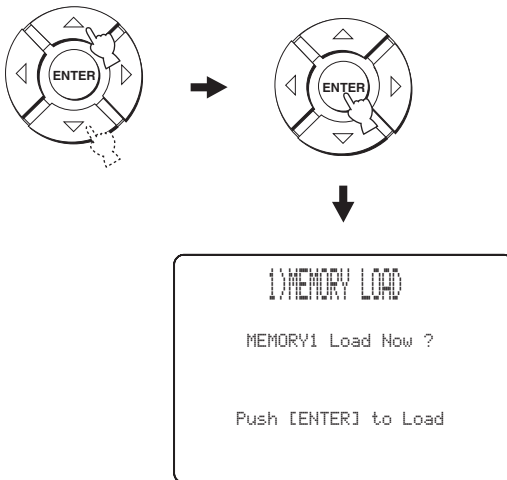 ENTER
ENTER
1)MEMORY LOAD
MEMORY1 Load Now ?
Push [ENTER] to Load